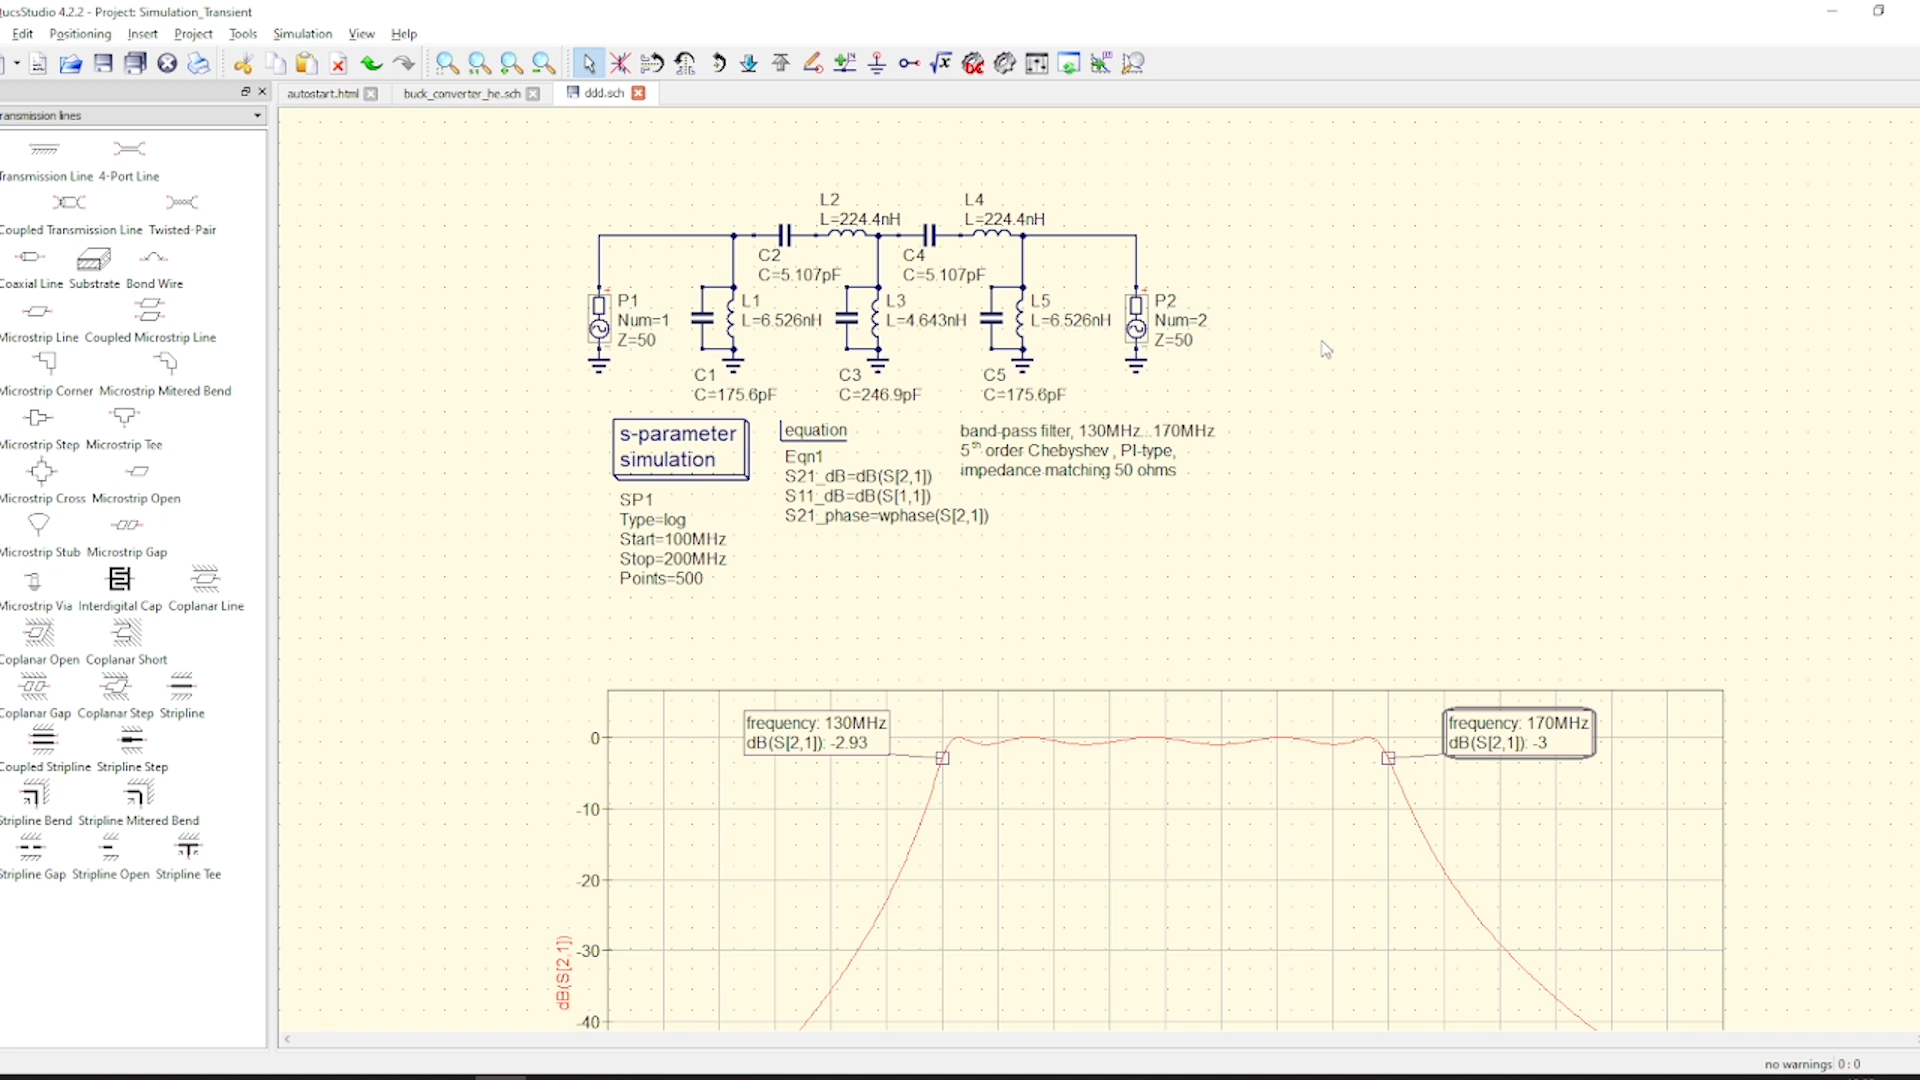 ucsStudio 4.2.2 - Project: Simulation_Transient
Edit Positioning Insert Project Tools Simulation View Help
autostart.html buck_converter_he.sch ddd.sch
ransmission lines
Transmission Line 4-Port Line
Coupled Transmission Line Twisted-Pair
Coaxial Line Substrate Bond Wire
Microstrip Line Coupled Microstrip Line
Microstrip Corner Microstrip Mitered Bend
Microstrip Step Microstrip Tee
Microstrip Cross Microstrip Open
Microstrip Stub Microstrip Gap
Microstrip Via Interdigital Cap Coplanar Line
Coplanar Open Coplanar Short
Coplanar Gap Coplanar Step Stripline
Coupled Stripline Stripline Step
Stripline Bend Stripline Mitered Bend
Stripline Gap Stripline Open Stripline Tee
L2
L=224.4nH
L4
L=224.4nH
C2
C=5.107pF
C4
C=5.107pF
P1
Num=1
Z=50
L1
L=6.526nH
L3
L=4.643nH
L5
L=6.526nH
P2
Num=2
Z=50
C1
C=175.6pF
C3
C=246.9pF
C5
C=175.6pF
s-parameter
simulation
SP1
Type=log
Start=100MHz
Stop=200MHz
Points=500
equation
Eqn1
S21_dB=dB(S[2,1])
S11_dB=dB(S[1,1])
S21_phase=wphase(S[2,1])
band-pass filter, 130MHz...170MHz
5th order Chebyshev , PI-type,
impedance matching 50 ohms
frequency: 130MHz
dB(S[2,1]): -2.93
frequency: 170MHz
dB(S[2,1]): -3
0
-10
-20
-30
-40
dB(S[2,1])
no warnings 0 : 0